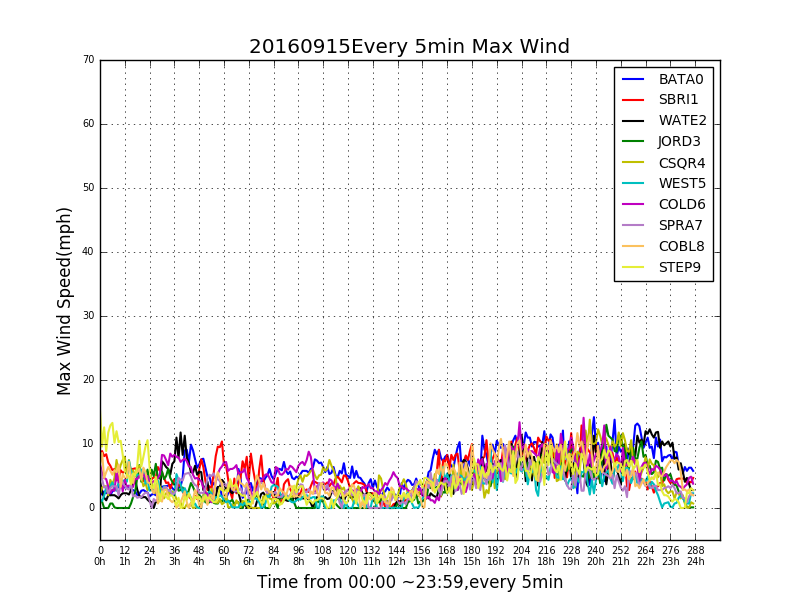 20160915Every 5min Max Wind
70
60
50
40
30
20
10
0
Max Wind Speed(mph)
BATA0
SBRI1
WATE2
JORD3
CSQR4
WEST5
COLD6
SPRA7
COBL8
STEP9
0 12 24 36 48 60 72 84 96 108 120 132 144 156 168 180 192 204 216 228 240 252 264 276 288
0h 1h 2h 3h 4h 5h 6h 7h 8h 9h 10h 11h 12h 13h 14h 15h 16h 17h 18h 19h 20h 21h 22h 23h 24h
Time from 00:00 ~23:59,every 5min